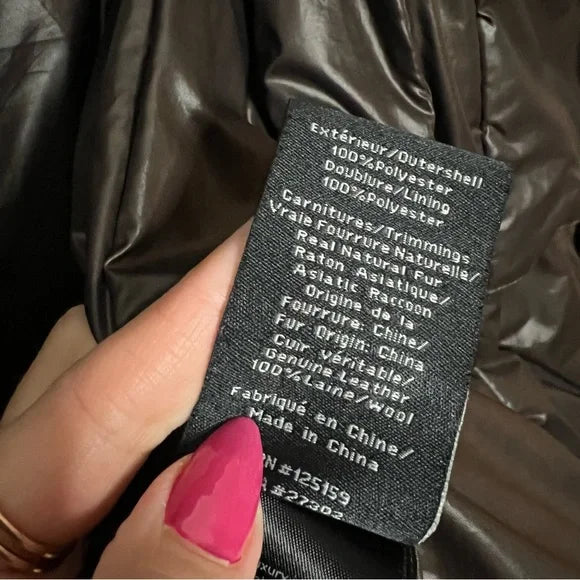 Extérieur/Outershell
100%Polyester
Doublure/Lining
100%Polyester
Garnitures/Trimmings
Vraie Fourrure Naturelle/
Real Natural Fur
Raton Asiatique/
Asiatic Raccoon
Origine de la
Fourrure: Chine/
Fur Origin: China
Cuir véritable/
Genuine Leather
100%Laine/Wool
Fabriqué en Chine/
Made in China
#125159
#27302